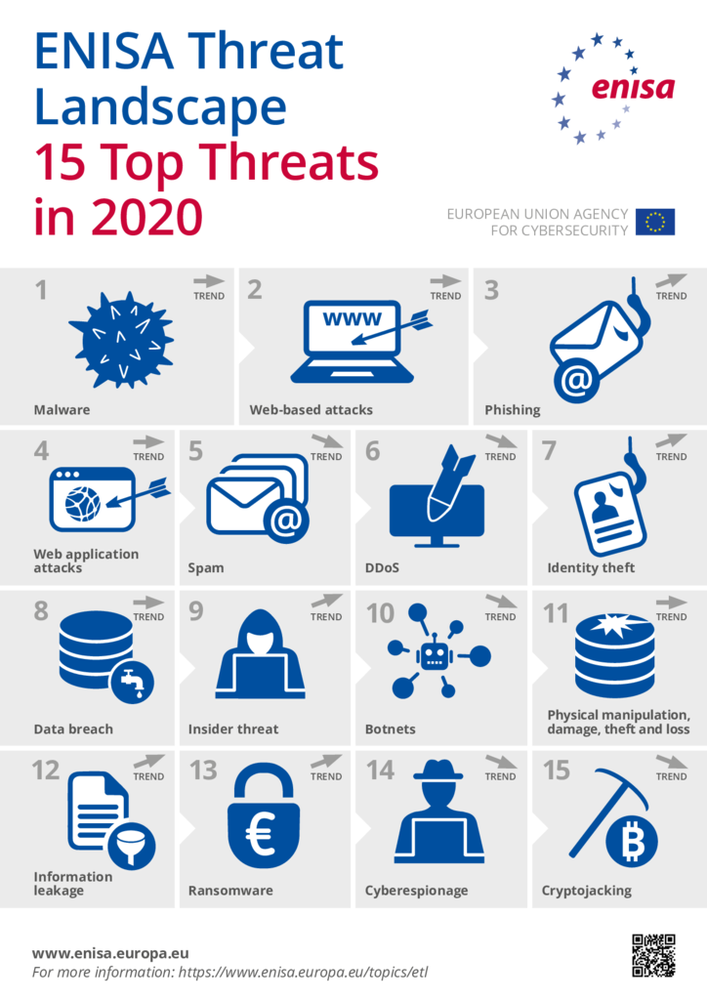 ENISA Threat
Landscape
15 Top Threats
in 2020
enisa
EUROPEAN UNION AGENCY
FOR CYBERSECURITY
1
TREND
Malware
2
TREND
WWW
Web-based attacks
3
TREND
@
Phishing
4
TREND
Web application
attacks
5
TREND
@
Spam
6
TREND
DDoS
7
TREND
Identity theft
8
TREND
Data breach
9
TREND
Insider threat
10
TREND
Botnets
11
TREND
Physical manipulation,
damage, theft and loss
12
TREND
Information
leakage
13
TREND
€
Ransomware
14
TREND
Cyberespionage
15
TREND
₿
Cryptojacking
www.enisa.europa.eu
For more information: https://www.enisa.europa.eu/topics/etl